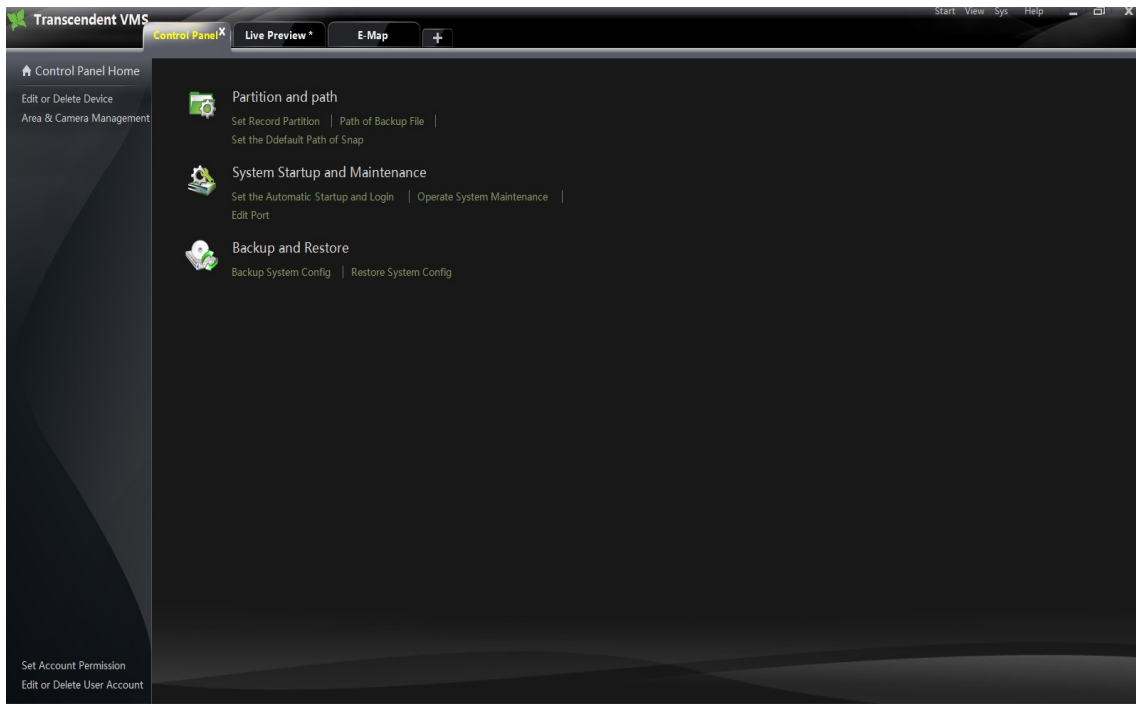 Transcendent VMS
Start View Sys Help
Control Panel X
Live Preview *
E-Map
Control Panel Home
Edit or Delete Device
Area & Camera Management
Partition and path
Set Record Partition | Path of Backup File |
Set the Ddefault Path of Snap
System Startup and Maintenance
Set the Automatic Startup and Login | Operate System Maintenance |
Edit Port
Backup and Restore
Backup System Config | Restore System Config
Set Account Permission
Edit or Delete User Account